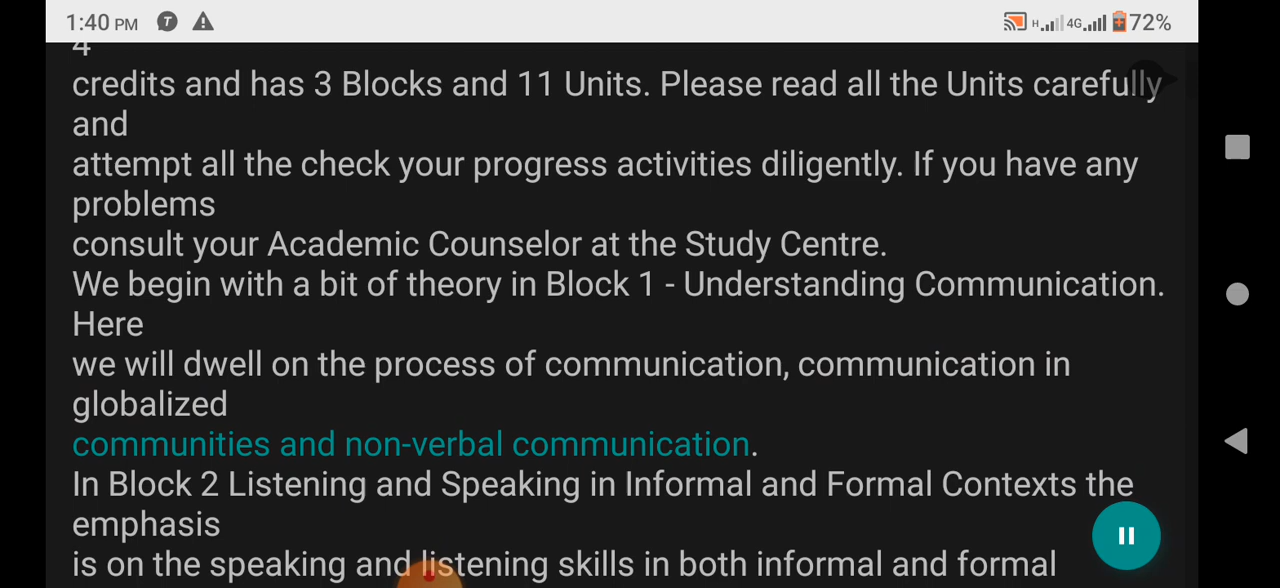 1:40 PM
72%
H
4G
4
credits and has 3 Blocks and 11 Units. Please read all the Units carefully
and
attempt all the check your progress activities diligently. If you have any
problems
consult your Academic Counselor at the Study Centre.
We begin with a bit of theory in Block 1 - Understanding Communication.
Here
we will dwell on the process of communication, communication in
globalized
communities and non-verbal communication.
In Block 2 Listening and Speaking in Informal and Formal Contexts the
emphasis
is on the speaking and listening skills in both informal and formal